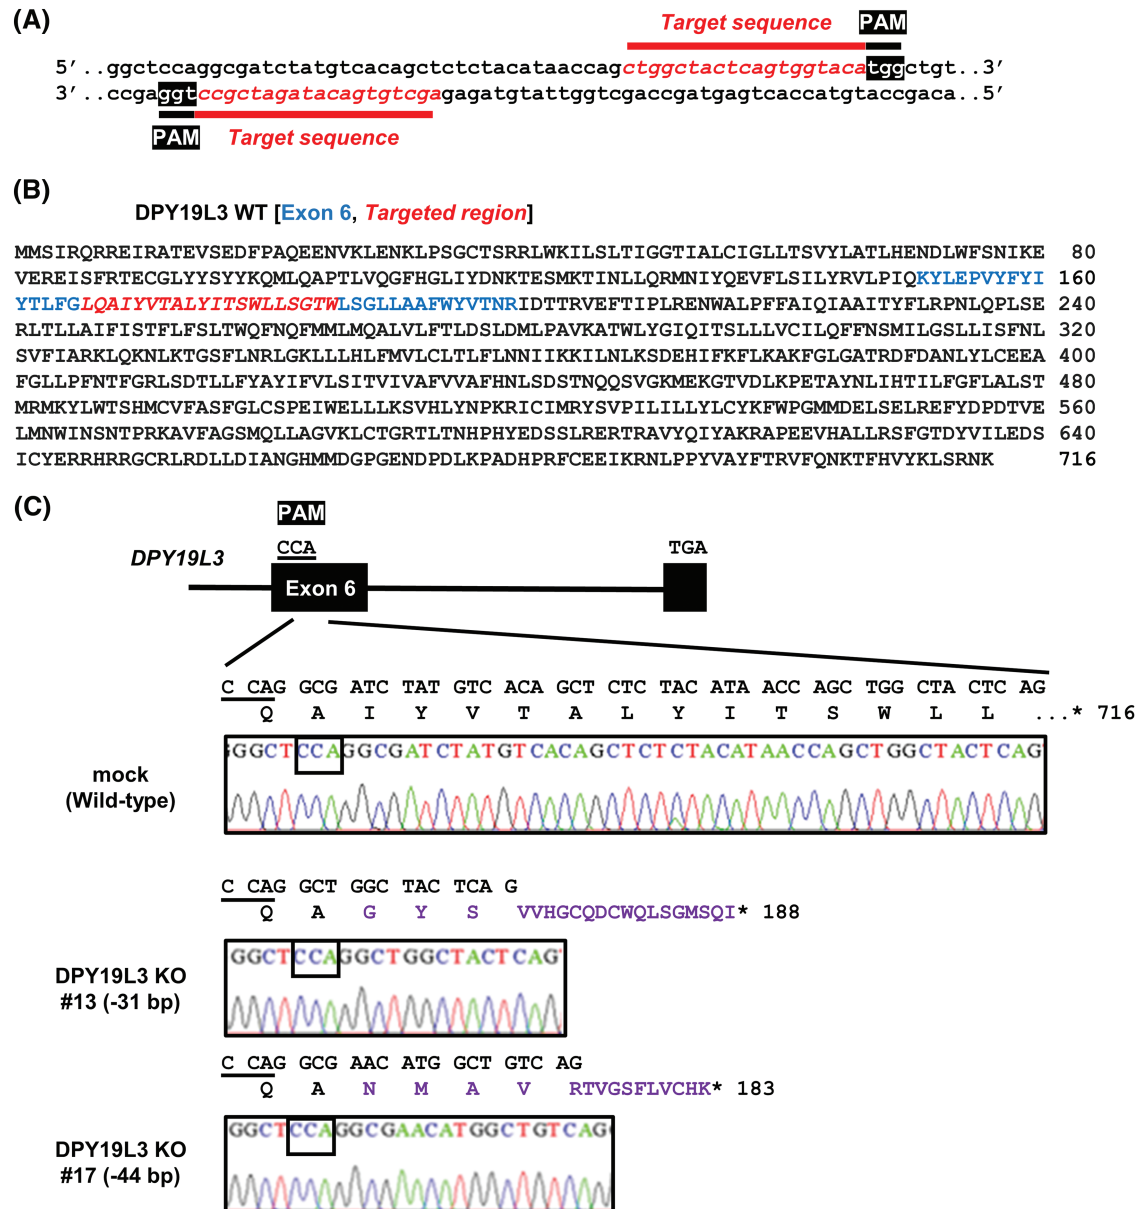 (A)
Target sequence PAM
5’ ..ggctccaggcgatctatgtcacagctctctacataaccagctggctactcagtggtacatggctgt..3’
3’ ..ccgaggtccgctagatacagtgtcgagagatgtattggtcgaccgatgagtcaccatgtaccgaca..5’
PAM Target sequence
(B)
DPY19L3 WT [Exon 6, Targeted region]
MMSIRQRREIRATEVSEDFPAQEENVKLENKLPSGCTSRRLWKILSLTIGGTIALCIGLLTSVYLATLHENDLWFSNIKE 80
VEREISFRTECGLYYSYYKQMLQAPTLVQGFHGLIYDNKTESMKTINLLQRMNIYQEVFLSILYRVLPIQKYLEPVYFYI 160
YTLFGLQAIYVTALYITSWLLSGTWLSGLLAAFWYVTNRIDTTRVEFTIPLRENWALPFFAIQIAAITYFLRPNLQPLSE 240
RLTLLAIFISTFLFSLTWQFNQFMMLMQALVLFTLDSLDMLPAVKATWLYGIQITSLLLVCILQFFNSMILGSLLISFNL 320
SVFIARKLQKNLKTGSFLNRLGKLLLHLFMVLCLTLFLNNIIKKILNLKSDEHIFKFLKAKFGLGATRDFDANLYLCEEA 400
FGLLPFNTFGRLSDTLLFYAYIFVLSITVIVAFVVAFHNLSDSTNQQSVGKMEKGTVDLKPETAYNLIHTILFGFLALST 480
MRMKYLWTSHMCVFASFGLCSPEIWELLLKSVHLYNPKRICIMRYSVPILILLYLCYKFWPGMMDELSELREFYDPDTVE 560
LMNWINSNTPRKAVFAGSMQLLAGVKLCTGRTLTNHPHYEDSSLRERTRAVYQIYAKRAPEEVHALLRSFGTDYVILEDS 640
ICYERRHRRGCRLRDLLDIANGHMMDGPGENDPDLKPADHPRFCEEIKRNLPPYVAYFTRVFQNKTFHVYKLSRNK 716
(C)
PAM
CCA TGA
DPY19L3
Exon 6
C CAG GCG ATC TAT GTC ACA GCT CTC TAC ATA ACC AGC TGG CTA CTC AG
Q A I Y V T A L Y I T S W L L ...* 716
GGGCTCCAGGCGATCTATGTCACAGCTCTCTACATAACCAGCTGGCTACTCAG
mock
(Wild-type)
C CAG GCT GGC TAC TCA G
Q A G Y S VVHGCQDCWQLSGMSQI* 188
GGCTCCAGGCTGGCTACTCAG
DPY19L3 KO
#13 (-31 bp)
C CAG GCG AAC ATG GCT GTC AG
Q A N M A V RTVGSFLVCHK* 183
GGCTCCAGGCGAACATGGCTGTCAG
DPY19L3 KO
#17 (-44 bp)